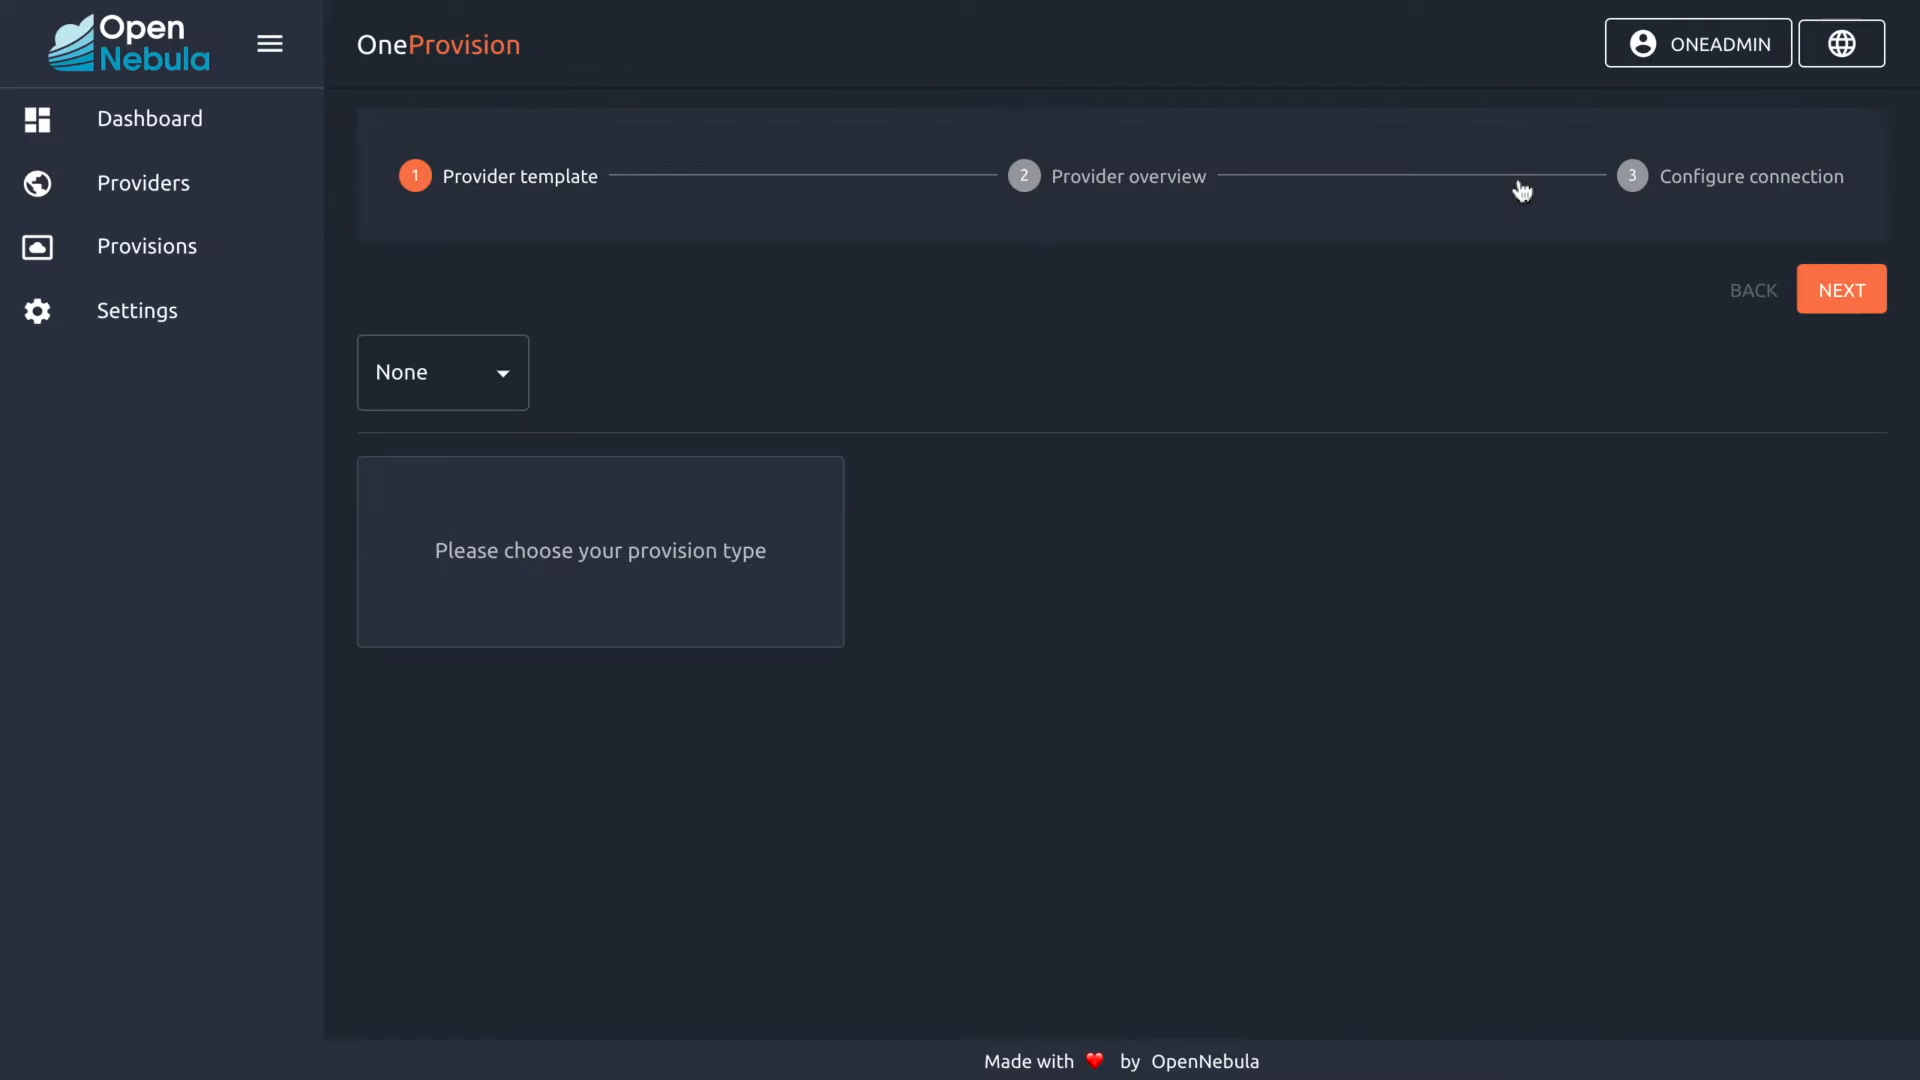 Open
Nebula
OneProvision
ONEADMIN
Dashboard
Providers
Provisions
Settings
1 Provider template
2 Provider overview
3 Configure connection
BACK
NEXT
None
Please choose your provision type
Made with ❤️ by OpenNebula